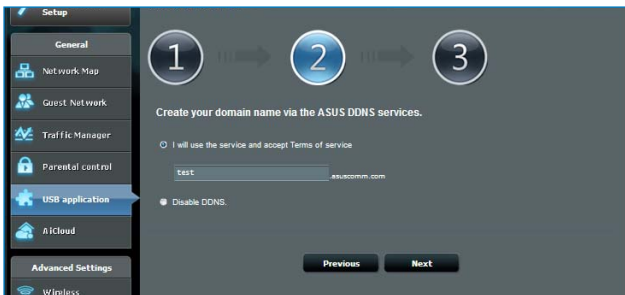 Setup
General
Network Map
Guest Network
Traffic Manager
Parental control
USB application
AiCloud
Advanced Settings
Wireless
1
2
3
Create your domain name via the ASUS DDNS services.
I will use the service and accept Terms of service
test .asuscomm.com
Disable DDNS.
Previous Next